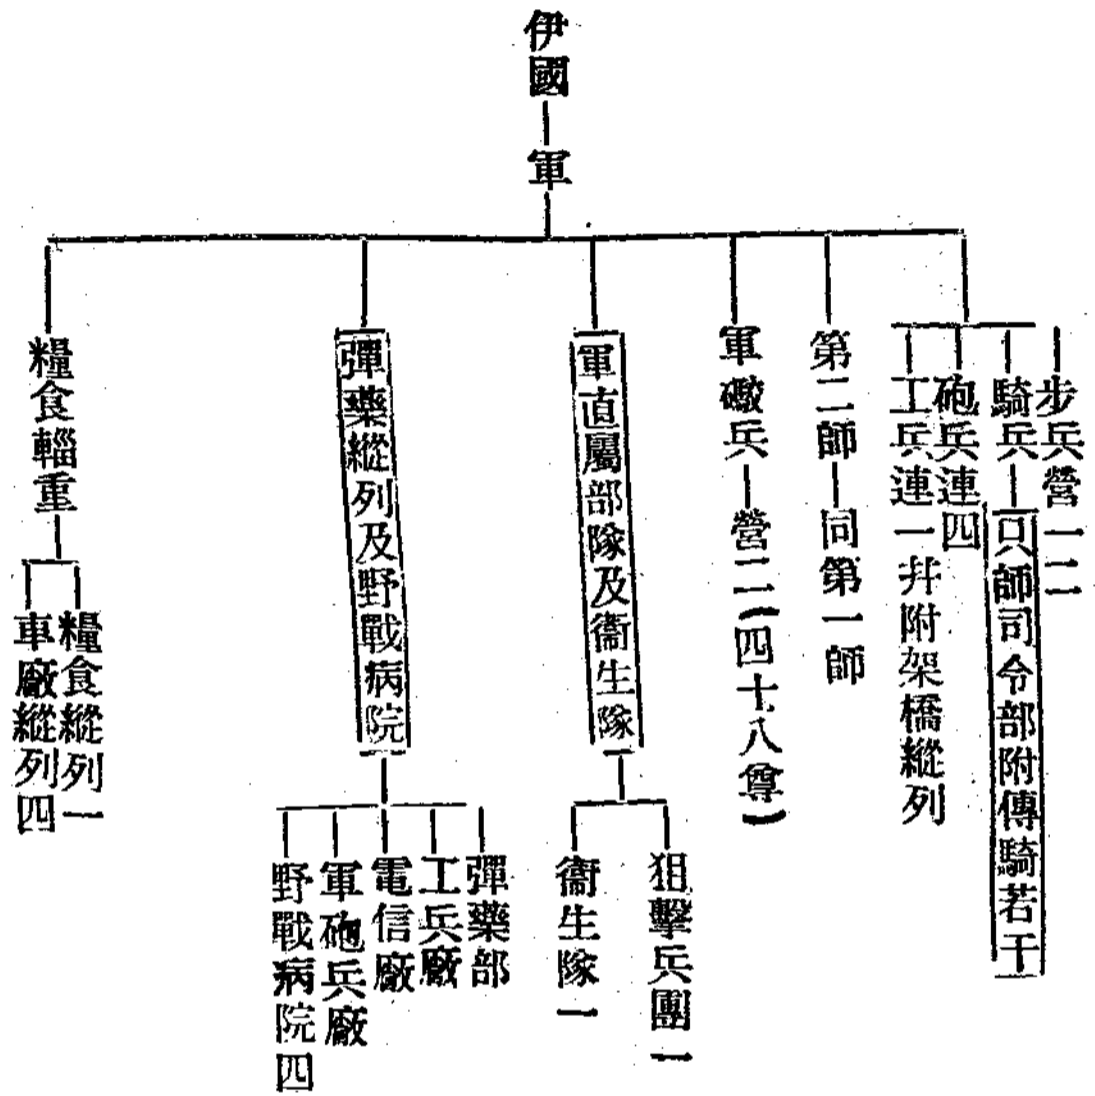 伊國
軍
步兵營一二
騎兵
只師司令部附傳騎若干
砲兵連四
工兵連一幷附架橋縱列
第二師
同第一師
軍礮兵
營二(四十八尊)
軍直屬部隊及衞生隊
狙擊兵團一
衞生隊一
彈藥縱列及野戰病院
彈藥部
工兵廠
電信廠
軍砲兵廠
野戰病院四
糧食輜重
糧食縱列一
車廠縱列四